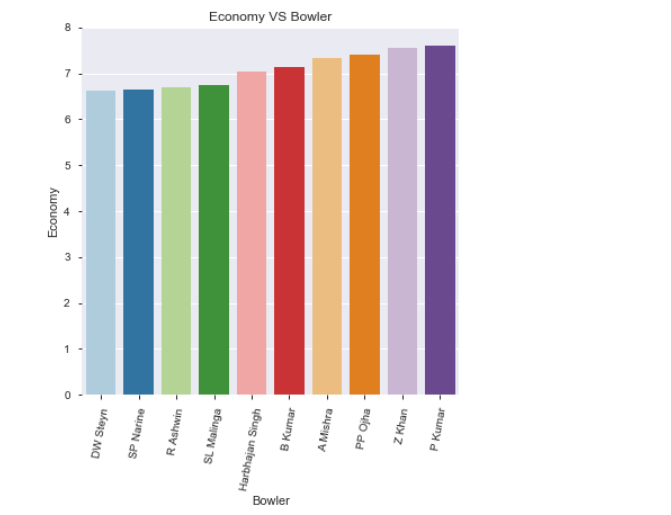 Economy VS Bowler
8
7
6
5
4
3
2
1
0
Economy
DW Steyn
SP Narine
R Ashwin
SL Malinga
Harbhajan Singh
B Kumar
A Mishra
PP Ojha
Z Khan
P Kumar
Bowler